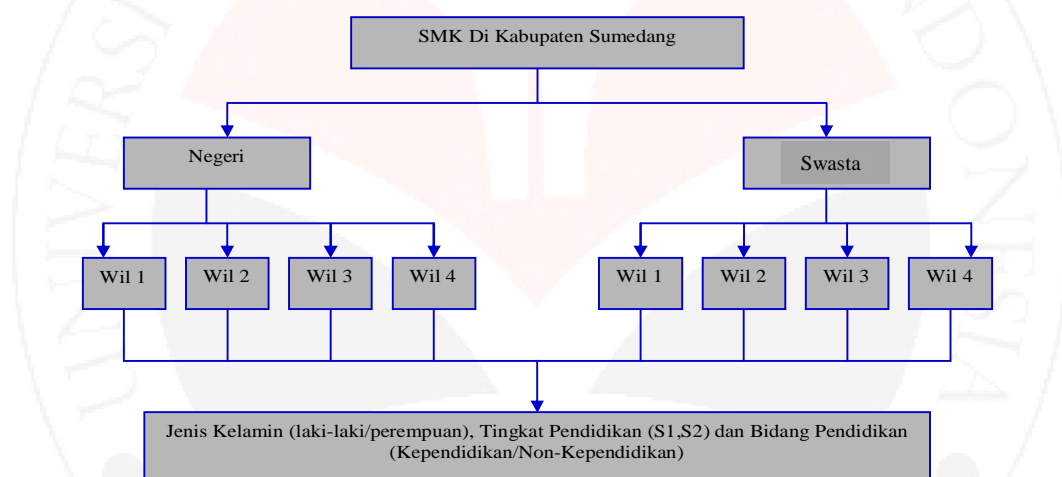 SMK Di Kabupaten Sumedang
Negeri
Swasta
Wil 1
Wil 2
Wil 3
Wil 4
Wil 1
Wil 2
Wil 3
Wil 4
Jenis Kelamin (laki-laki/perempuan), Tingkat Pendidikan (S1,S2) dan Bidang Pendidikan
(Kependidikan/Non-Kependidikan)